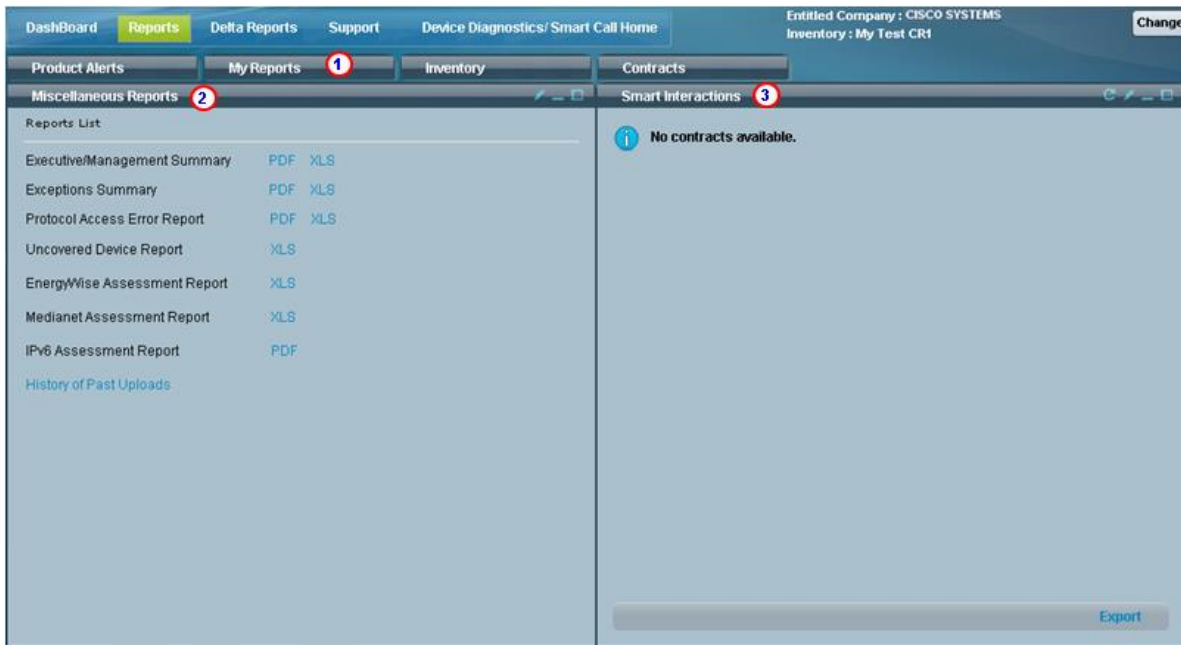 DashBoard Reports Delta Reports Support Device Diagnostics/ Smart Call Home
Entitled Company : CISCO SYSTEMS
Inventory : My Test CR1
Change
Product Alerts My Reports 1 Inventory Contracts
Miscellaneous Reports 2
Reports List
Executive/Management Summary PDF XLS
Exceptions Summary PDF XLS
Protocol Access Error Report PDF XLS
Uncovered Device Report XLS
EnergyWise Assessment Report XLS
Medianet Assessment Report XLS
IPv6 Assessment Report PDF
History of Past Uploads
Smart Interactions 3
i No contracts available.
Export